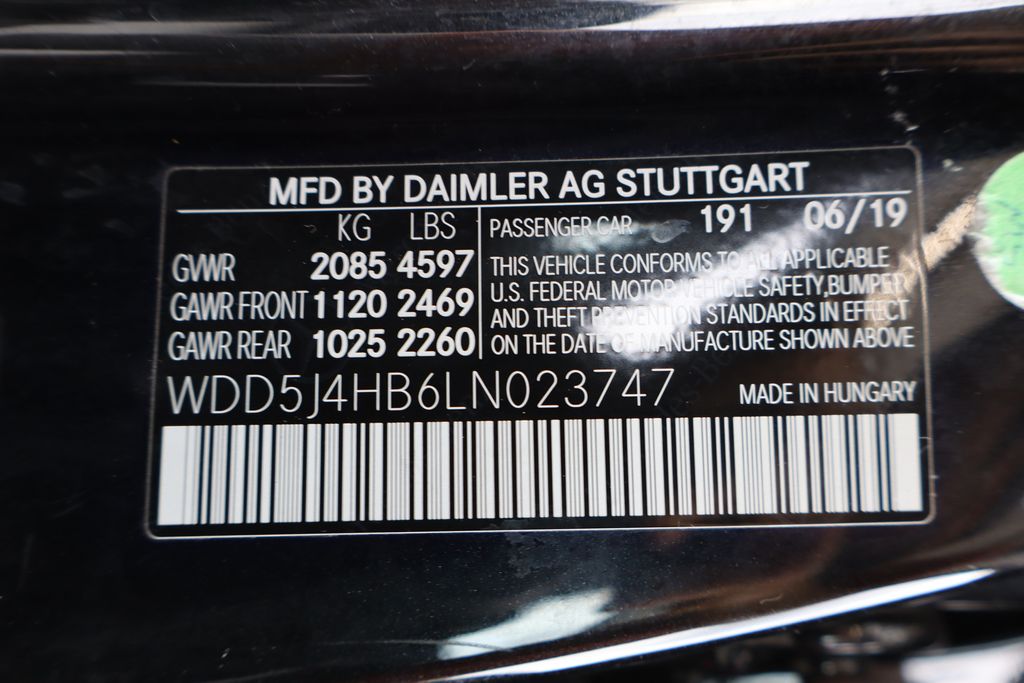 MFD BY DAIMLER AG STUTTGART
KG LBS
GVWR 2085 4597
GAWR FRONT 1120 2469
GAWR REAR 1025 2260
PASSENGER CAR 191 06/19
THIS VEHICLE CONFORMS TO ALL APPLICABLE
U.S. FEDERAL MOTOR VEHICLE SAFETY, BUMPER
AND THEFT PREVENTION STANDARDS IN EFFECT
ON THE DATE OF MANUFACTURE SHOWN ABOVE
WDD5J4HB6LN023747
MADE IN HUNGARY